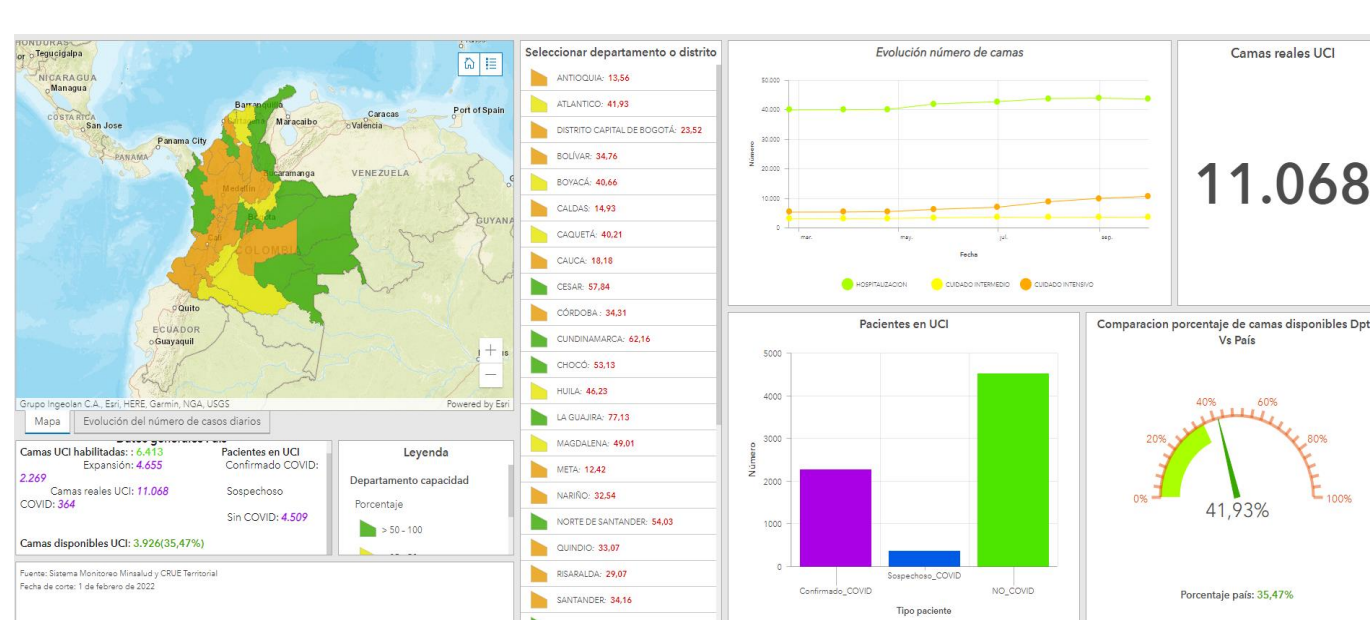 HONDURAS
Tegucigalpa
NICARAGUA
Managua
COSTA RICA
San Jose
PANAMA
Panama City
Barranquilla
Cartagena
Maracaibo
Caracas
Valencia
Port of Spain
Bucaramanga
VENEZUELA
Medellín
GUYANA
Bogota
Cali
COLOMBIA
Quito
ECUADOR
Guayaquil
+
−
Grupo Ingeolan C.A., Esri, HERE, Garmin, NGA, USGS
Powered by Esri
Mapa
Evolución del número de casos diarios
Datos generales País
Camas UCI habilitadas: : 6.413
Expansión: 4.655
Camas reales UCI: 11.068
Pacientes en UCI
Confirmado COVID:
2.269
Sospechoso
COVID: 364
Sin COVID: 4.509
Camas disponibles UCI: 3.926(35,47%)
Leyenda
Departamento capacidad
Porcentaje
> 50 - 100
Fuente: Sistema Monitoreo Minsalud y CRUE Territorial
Fecha de corte: 1 de febrero de 2022
Seleccionar departamento o distrito
ANTIOQUIA: 13,56
ATLANTICO: 41,93
DISTRITO CAPITAL DE BOGOTÁ: 23,52
BOLÍVAR: 34,76
BOYACÁ: 40,66
CALDAS: 14,93
CAQUETÁ: 40,21
CAUCA: 18,18
CESAR: 57,84
CÓRDOBA : 34,31
CUNDINAMARCA: 62,16
CHOCÓ: 53,13
HUILA: 46,23
LA GUAJIRA: 77,13
MAGDALENA: 49,01
META: 12,42
NARIÑO: 32,54
NORTE DE SANTANDER: 54,03
QUINDIO: 33,07
RISARALDA: 29,07
SANTANDER: 34,16
Evolución número de camas
Número
50.000
40.000
30.000
20.000
10.000
0
mar.
may.
jul.
sep.
Fecha
HOSPITALIZACION
CUIDADO INTERMEDIO
CUIDADO INTENSIVO
Camas reales UCI
11.068
Pacientes en UCI
Número
5000
4000
3000
2000
1000
0
Confirmado_COVID
Sospechoso_COVID
NO_COVID
Tipo paciente
Comparacion porcentaje de camas disponibles Dpt
Vs País
0%
20%
40%
60%
80%
100%
41,93%
Porcentaje país: 35,47%